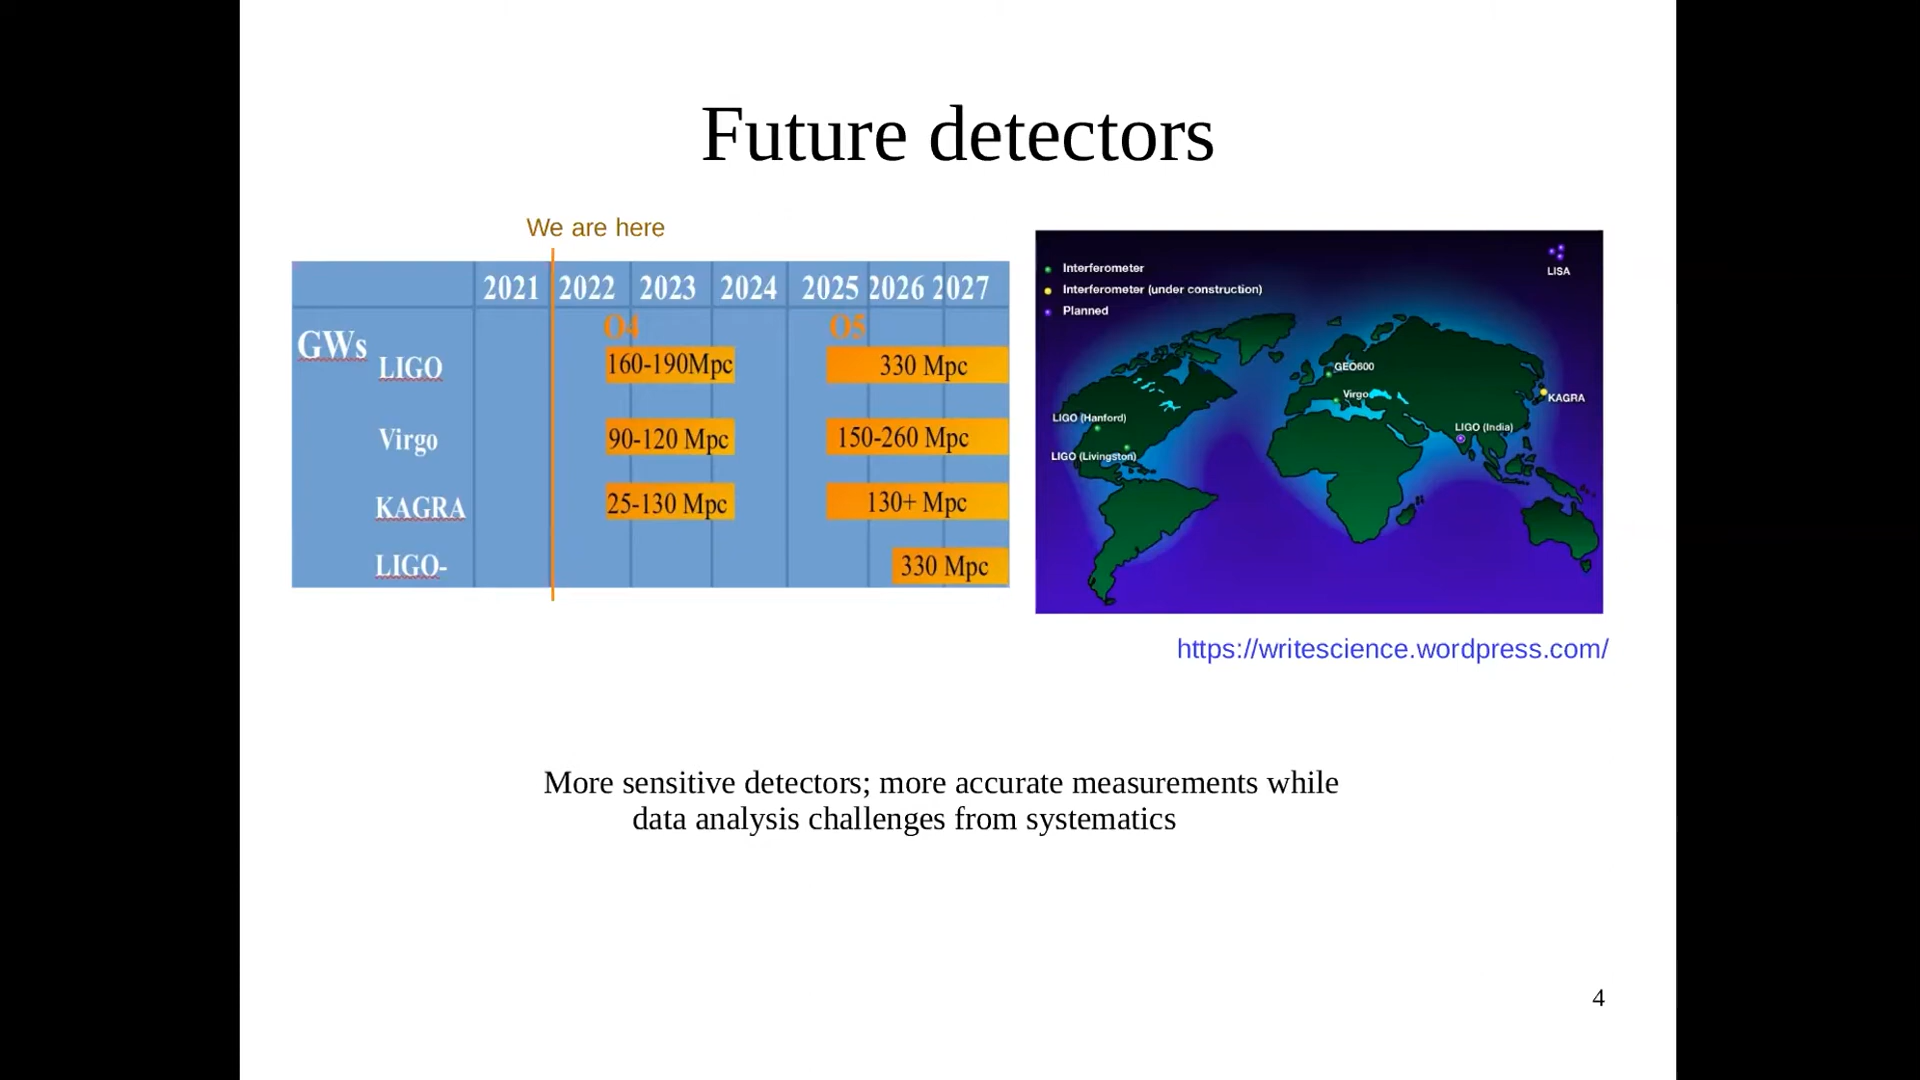 Future detectors
We are here
2021 2022 2023 2024 2025 2026 2027
O4 O5
GWs
LIGO 160-190Mpc 330 Mpc
Virgo 90-120 Mpc 150-260 Mpc
KAGRA 25-130 Mpc 130+ Mpc
LIGO- 330 Mpc
Interferometer
Interferometer (under construction)
Planned
LISA
GEO600
Virgo
KAGRA
LIGO (Hanford)
LIGO (India)
LIGO (Livingston)
https://writescience.wordpress.com/
More sensitive detectors; more accurate measurements while
data analysis challenges from systematics
4